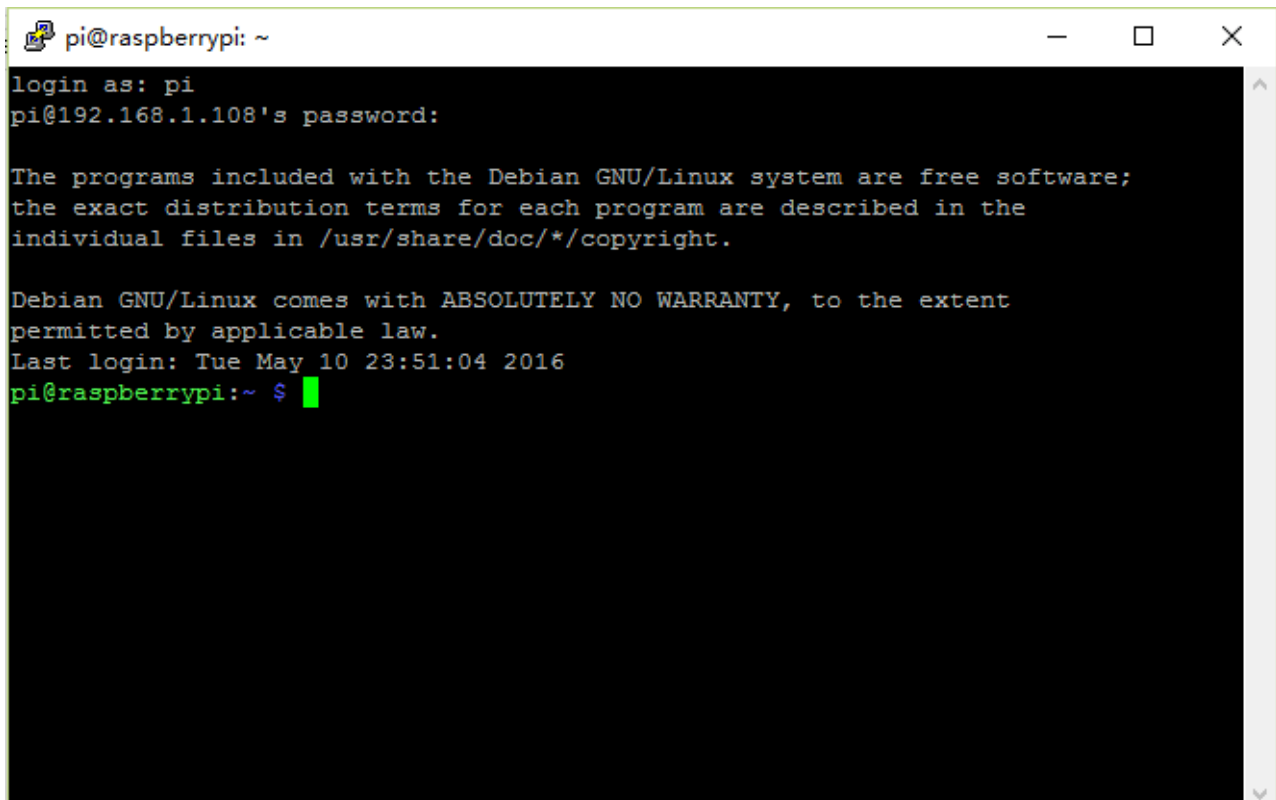 pi@raspberrypi: ~
login as: pi
pi@192.168.1.108's password:
The programs included with the Debian GNU/Linux system are free software;
the exact distribution terms for each program are described in the
individual files in /usr/share/doc/*/copyright.
Debian GNU/Linux comes with ABSOLUTELY NO WARRANTY, to the extent
permitted by applicable law.
Last login: Tue May 10 23:51:04 2016
pi@raspberrypi:~ $